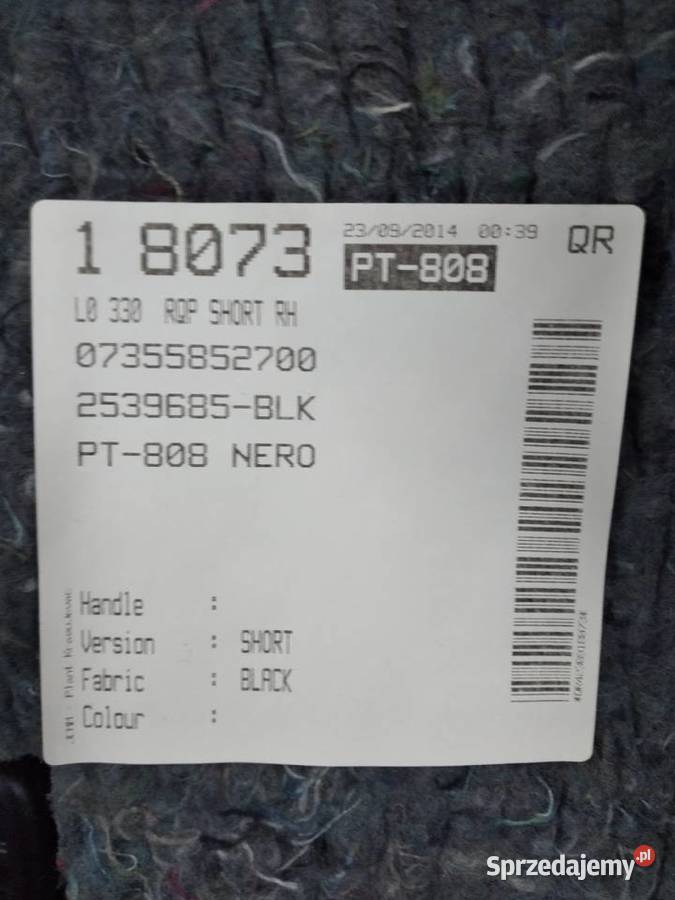 1 8073
23/09/2014 00:39
QR
PT-808
L0 330 RQP SHORT RH
07355852700
2539685-BLK
PT-808 NERO
Handle :
Version : SHORT
Fabric : BLACK
Colour :
Plant
Sprzedajemy.pl